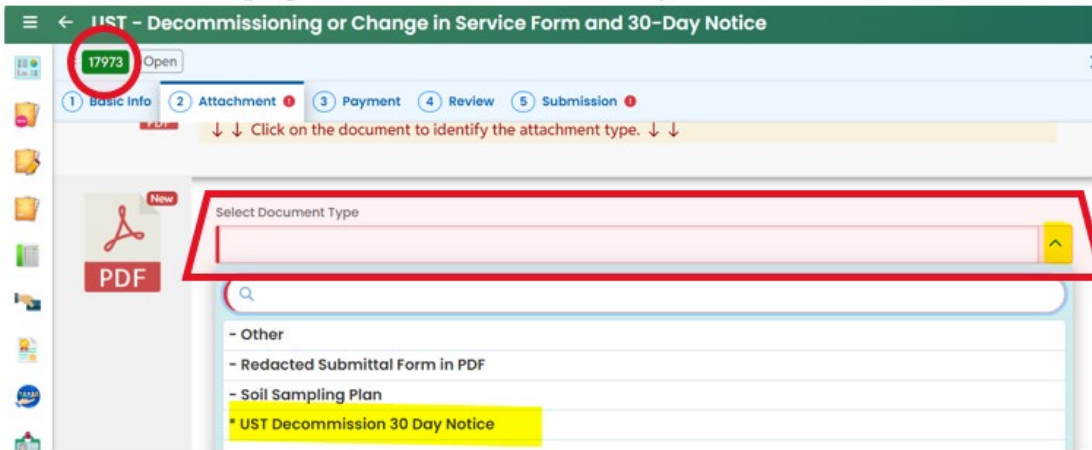 ← UST – Decommissioning or Change in Service Form and 30-Day Notice
17973 Open
1 Basic Info 2 Attachment ! 3 Payment 4 Review 5 Submission !
↓ ↓ Click on the document to identify the attachment type. ↓ ↓
New
Select Document Type
PDF
- Other
- Redacted Submittal Form in PDF
- Soil Sampling Plan
* UST Decommission 30 Day Notice